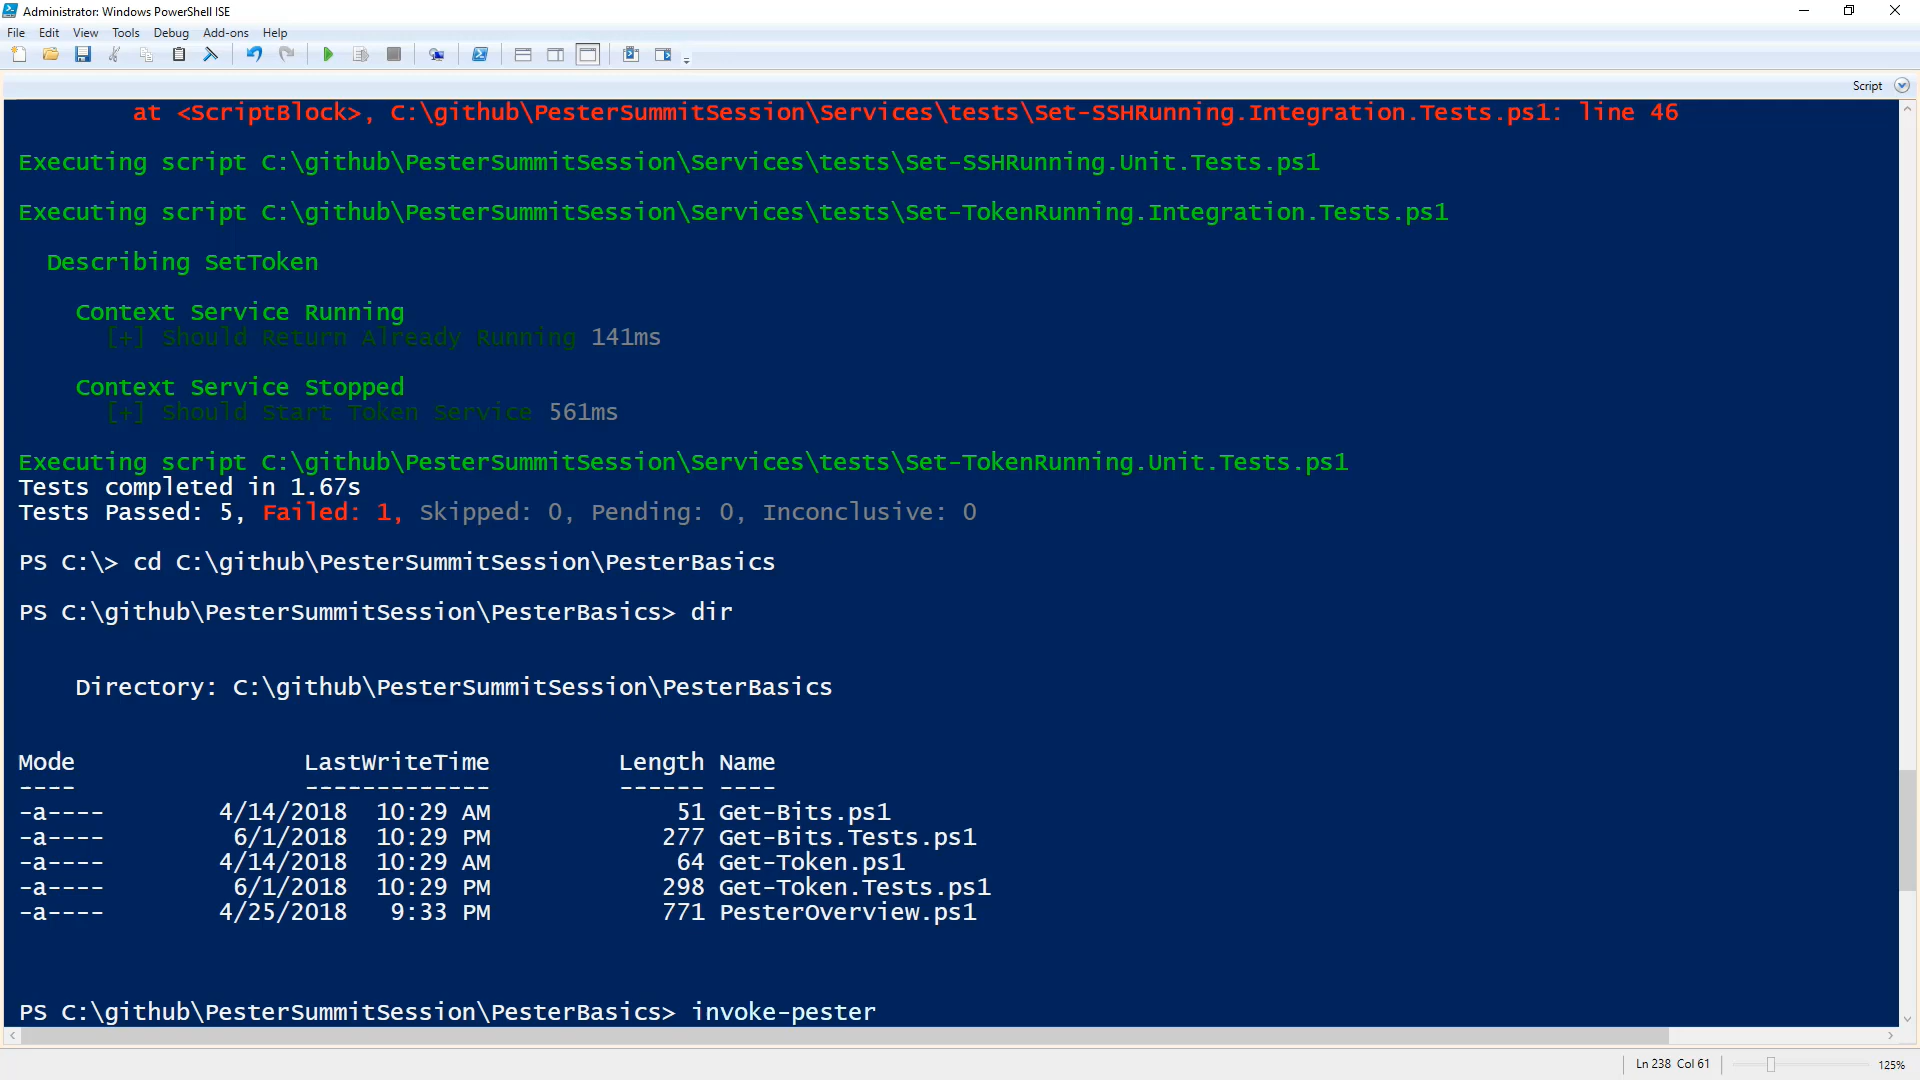 Administrator: Windows PowerShell ISE
File Edit View Tools Debug Add-ons Help
Script
at <ScriptBlock>, C:\github\PesterSummitSession\Services\tests\Set-SSHRunning.Integration.Tests.ps1: line 46
Executing script C:\github\PesterSummitSession\Services\tests\Set-SSHRunning.Unit.Tests.ps1
Executing script C:\github\PesterSummitSession\Services\tests\Set-TokenRunning.Integration.Tests.ps1
Describing SetToken
Context Service Running
[+] Should Return Already Running 141ms
Context Service Stopped
[+] Should Start Token Service 561ms
Executing script C:\github\PesterSummitSession\Services\tests\Set-TokenRunning.Unit.Tests.ps1
Tests completed in 1.67s
Tests Passed: 5, Failed: 1, Skipped: 0, Pending: 0, Inconclusive: 0
PS C:\> cd C:\github\PesterSummitSession\PesterBasics
PS C:\github\PesterSummitSession\PesterBasics> dir
Directory: C:\github\PesterSummitSession\PesterBasics
Mode LastWriteTime Length Name
---- ------------- ------ ----
-a---- 4/14/2018 10:29 AM 51 Get-Bits.ps1
-a---- 6/1/2018 10:29 PM 277 Get-Bits.Tests.ps1
-a---- 4/14/2018 10:29 AM 64 Get-Token.ps1
-a---- 6/1/2018 10:29 PM 298 Get-Token.Tests.ps1
-a---- 4/25/2018 9:33 PM 771 PesterOverview.ps1
PS C:\github\PesterSummitSession\PesterBasics> invoke-pester
Ln 238 Col 61 125%